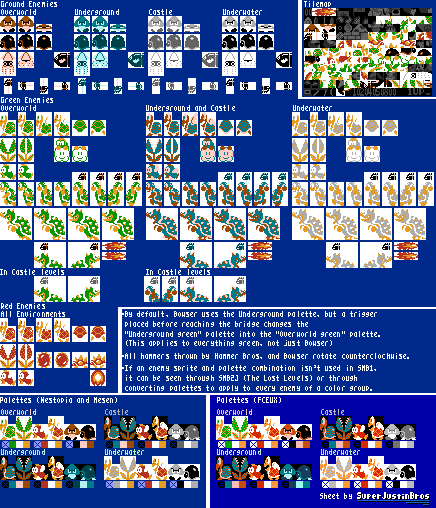 Ground Enemies
Overworld
Underground
Castle
Underwater
Tilemap
Green Enemies
Overworld
Underground and Castle
Underwater
In Castle levels
In Castle levels
Red Enemies
All Environments
•By default, Bowser uses the Underground palette, but a trigger
placed before reaching the bridge changes the
"Underground green" palette into the "Overworld green" palette.
(This applies to everything green, not just Bowser)
•All hammers thrown by Hammer Bros. and Bowser rotate counterclockwise.
•If an enemy sprite and palette combination isn't used in SMB1,
it can be seen through SMB2J (The Lost Levels) or through
converting palettes to apply to every enemy of a color group.
Palettes (Nestopia and Mesen)
Overworld
Castle
Underground
Underwater
Palettes (FCEUX)
Overworld
Castle
Underground
Underwater
Sheet by SuperJustinBros